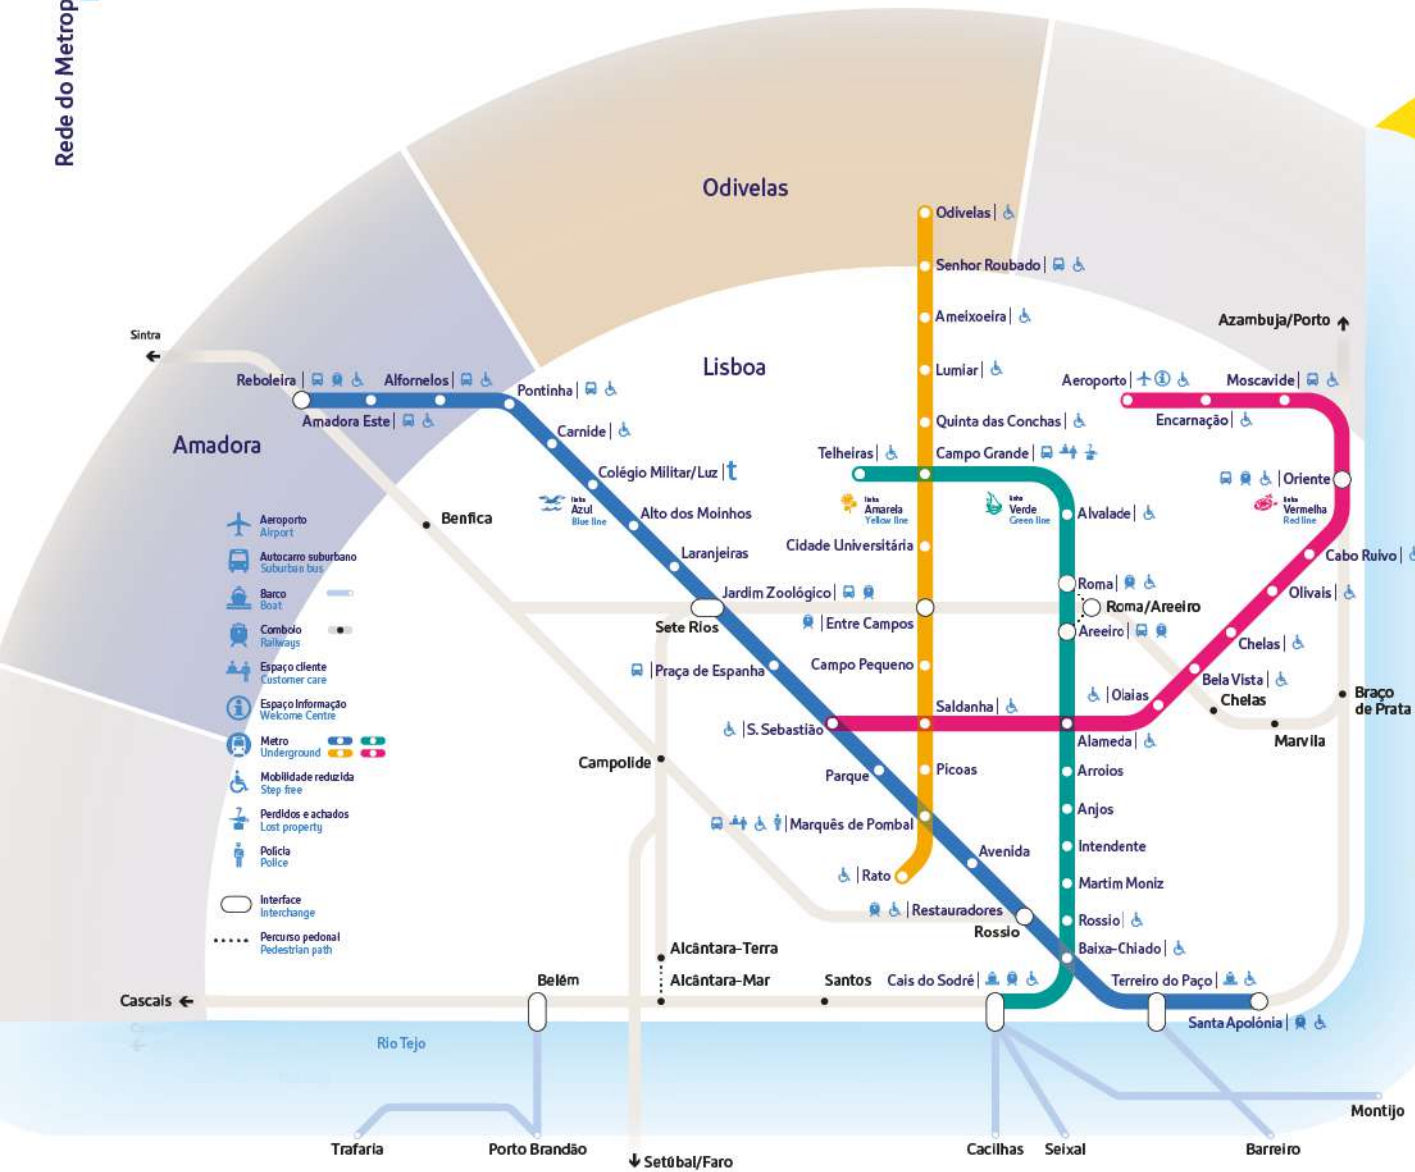 Rede do Metrop
Odivelas
Odivelas
Senhor Roubado
Ameixoeira
Azambuja/Porto
Sintra
Lisboa
Lumiar
Reboleira
Alfornelos
Pontinha
Aeroporto
Moscavide
Amadora Este
Quinta das Conchas
Encarnação
Carnide
Amadora
Telheiras
Campo Grande
Colégio Militar/Luz
t
Oriente
linha
Azul
Blue line
linha
Amarela
Yellow line
linha
Verde
Green line
linha
Vermelha
Red line
Alto dos Moinhos
Alvalade
Benfica
Cidade Universitária
Laranjeiras
Cabo Ruivo
Jardim Zoológico
Roma
Olivais
Sete Rios
Entre Campos
Roma/Areeiro
Areeiro
Chelas
Praça de Espanha
Campo Pequeno
Bela Vista
Olaias
Chelas
Braço
de Prata
Saldanha
S. Sebastião
Alameda
Marvila
Campolide
Parque
Picoas
Arroios
Anjos
Marquês de Pombal
Avenida
Intendente
Rato
Martim Moniz
Restauradores
Rossio
Rossio
Baixa-Chiado
Alcântara-Terra
Belém
Alcântara-Mar
Santos
Cais do Sodré
Terreiro do Paço
Cascais
Santa Apolónia
Rio Tejo
Montijo
Trafaria
Porto Brandão
Cacilhas
Seixal
Barreiro
Setúbal/Faro
Aeroporto
Airport
Autocarro suburbano
Suburban bus
Barco
Boat
Comboio
Railways
Espaço cliente
Customer care
Espaço Informação
Welcome Centre
Metro
Underground
Mobilidade reduzida
Step free
Perdidos e achados
Lost property
Polícia
Police
Interface
Interchange
Percurso pedonal
Pedestrian path